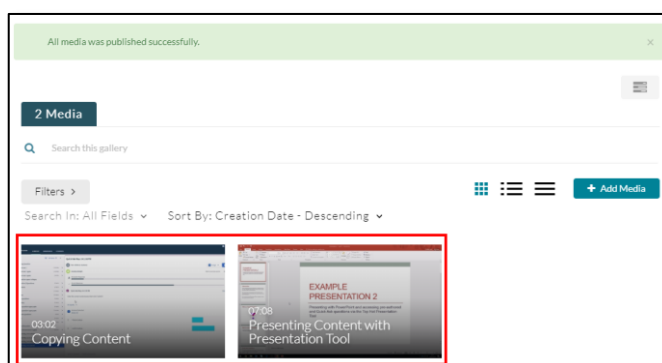 All media was published successfully.
×
2 Media
Search this gallery
Filters >
+ Add Media
Search In: All Fields
Sort By: Creation Date - Descending
EXAMPLE
PRESENTATION 2
03:02
Copying Content
07:08
Presenting Content with
Presentation Tool